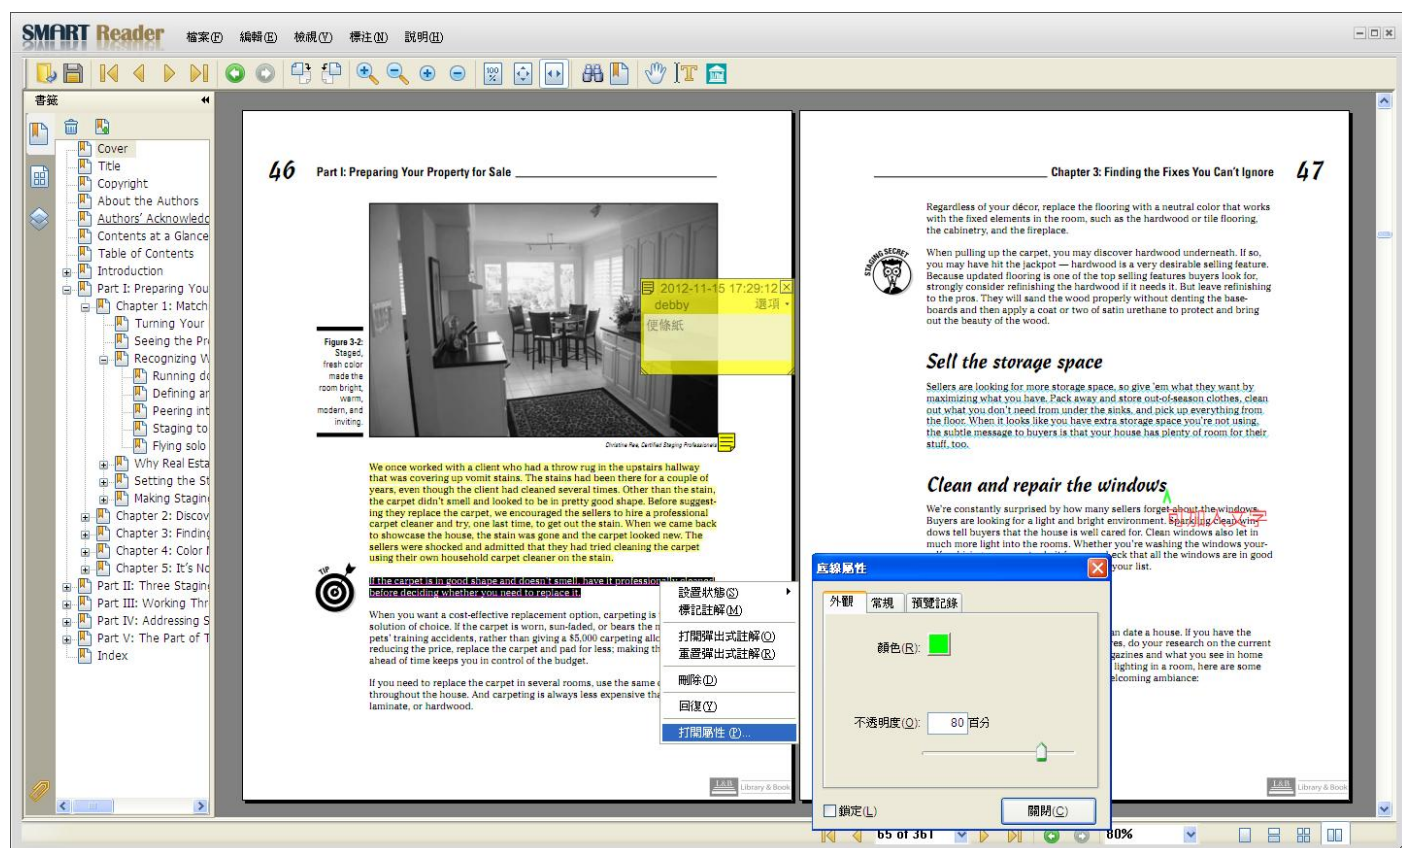 SMART Reader
檔案(F) 編輯(E) 檢視(V) 標注(N) 說明(H)
書籤
Cover
Title
Copyright
About the Authors
Authors' Acknowledg
Contents at a Glance
Table of Contents
Introduction
Part I: Preparing You
Chapter 1: Match
Turning Your
Seeing the Pr
Recognizing W
Running do
Defining an
Peering int
Staging to
Flying solo
Why Real Esta
Setting the St
Making Stagin
Chapter 2: Discov
Chapter 3: Finding
Chapter 4: Color
Chapter 5: It's No
Part II: Three Stagin
Part III: Working Thr
Part IV: Addressing S
Part V: The Part of T
Index
46 Part I: Preparing Your Property for Sale
2012-11-15 17:29:12
debby 選項
便條紙
Figure 3-2:
Staged,
fresh color
made the
room bright,
warm,
modern, and
inviting.
Christine Rae, Certified Staging Professionals
We once worked with a client who had a throw rug in the upstairs hallway
that was covering up vomit stains. The stains had been there for a couple of
years, even though the client had cleaned several times. Other than the stain,
the carpet didn't smell and looked to be in pretty good shape. Before suggest-
ing they replace the carpet, we encouraged the sellers to hire a professional
carpet cleaner and try, one last time, to get out the stain. When we came back
to showcase the house, the stain was gone and the carpet looked new. The
sellers were shocked and admitted that they had tried cleaning the carpet
using their own household carpet cleaner on the stain.
TIP
If the carpet is in good shape and doesn't smell, have it professionally cleaned
before deciding whether you need to replace it.
When you want a cost-effective replacement option, carpeting is
solution of choice. If the carpet is worn, sun-faded, or bears the
pets' training accidents, rather than giving a $5,000 carpeting allo
reducing the price, replace the carpet and pad for less; making th
ahead of time keeps you in control of the budget.
If you need to replace the carpet in several rooms, use the same
throughout the house. And carpeting is always less expensive tha
laminate, or hardwood.
設置狀態(S)
標記註解(M)
打開彈出式註解(O)
重置彈出式註解(R)
刪除(D)
回復(Y)
打開屬性(P)...
L&B Library & Book
Chapter 3: Finding the Fixes You Can't Ignore 47
Regardless of your décor, replace the flooring with a neutral color that works
with the fixed elements in the room, such as the hardwood or tile flooring,
the cabinetry, and the fireplace.
STAGING SECRET
When pulling up the carpet, you may discover hardwood underneath. If so,
you may have hit the jackpot — hardwood is a very desirable selling feature.
Because updated flooring is one of the top selling features buyers look for,
strongly consider refinishing the hardwood if it needs it. But leave refinishing
to the pros. They will sand the wood properly without denting the base-
boards and then apply a coat or two of satin urethane to protect and bring
out the beauty of the wood.
Sell the storage space
Sellers are looking for more storage space, so give 'em what they want by
maximizing what you have. Pack away and store out-of-season clothes, clean
out what you don't need from under the sinks, and pick up everything from
the floor. When it looks like you have extra storage space you're not using,
the subtle message to buyers is that your house has plenty of room for their
stuff, too.
Clean and repair the windows
We're constantly surprised by how many sellers forget about the windows.
可加入文字
Buyers are looking for a light and bright environment. Sparkling clean win-
dows tell buyers that the house is well cared for. Clean windows also let in
much more light into the rooms. Whether you're washing the windows your-
eck that all the windows are in good
your list.
an date a house. If you have the
res, do your research on the current
gazines and what you see in home
lighting in a room, here are some
elcoming ambiance:
底線屬性
外觀 常規 預覽記錄
顏色(R):
不透明度(O): 80 百分
鎖定(L) 關閉(C)
L&B Library & Book
65 of 361 80%